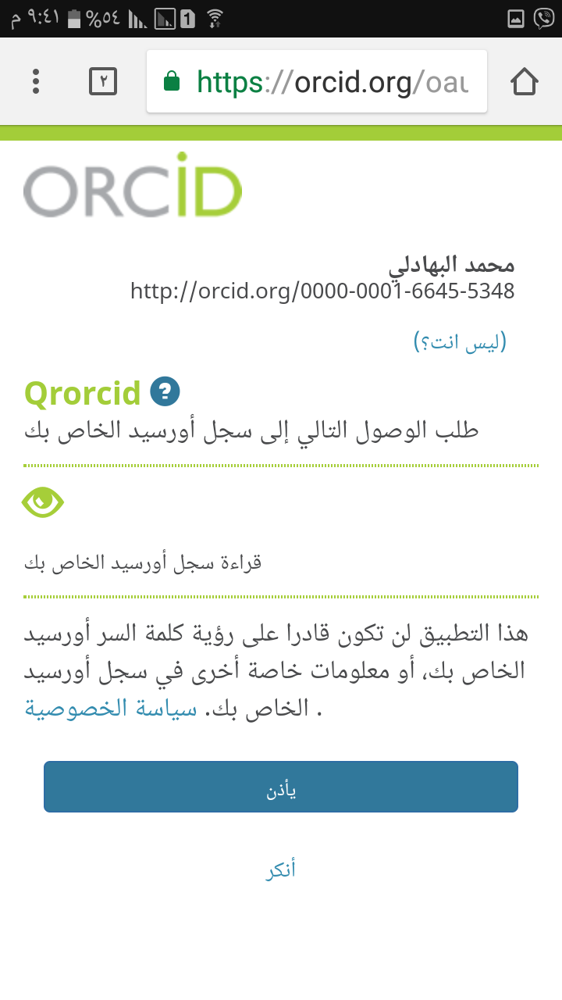 م ٩:٤١ %٥٤ 1
٢ https://orcid.org/oau
ORCID
محمد البهادلي
http://orcid.org/0000-0001-6645-5348
(ليس انت؟)
Qrorcid ?
طلب الوصول التالي إلى سجل أورسيد الخاص بك
قراءة سجل أورسيد الخاص بك
هذا التطبيق لن تكون قادرا على رؤية كلمة السر أورسيد
الخاص بك، أو معلومات خاصة أخرى في سجل أورسيد
. الخاص بك. سياسة الخصوصية
يأذن
أنكر